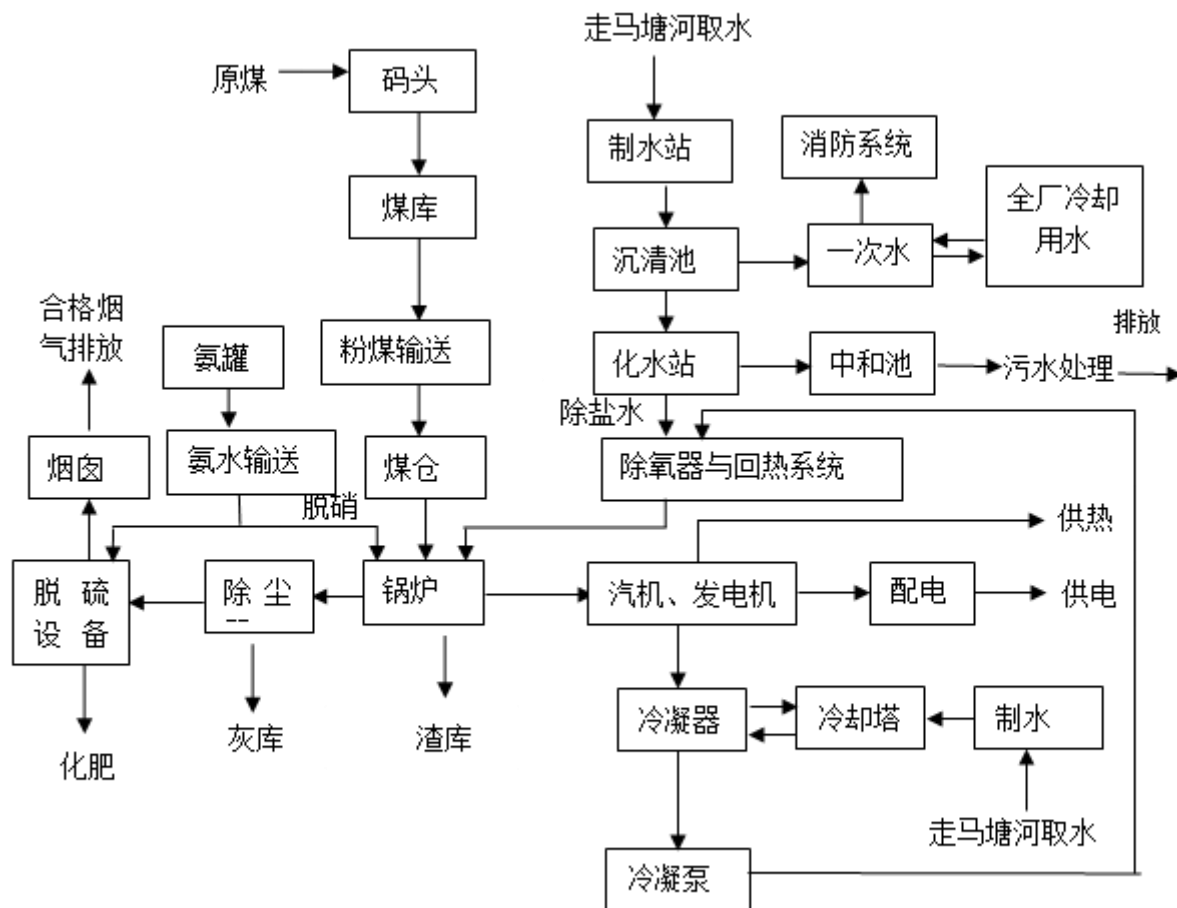 走马塘河取水
原煤
码头
制水站
消防系统
煤库
全厂冷却
用水
沉清池
一次水
合格烟
气排放
氨罐
粉煤输送
化水站
中和池
污水处理
排放
除盐水
烟囱
氨水输送
煤仓
除氧器与回热系统
脱硝
供热
脱 硫
设 备
除 尘
锅炉
汽机、发电机
配电
供电
灰库
渣库
化肥
冷凝器
冷却塔
制水
走马塘河取水
冷凝泵